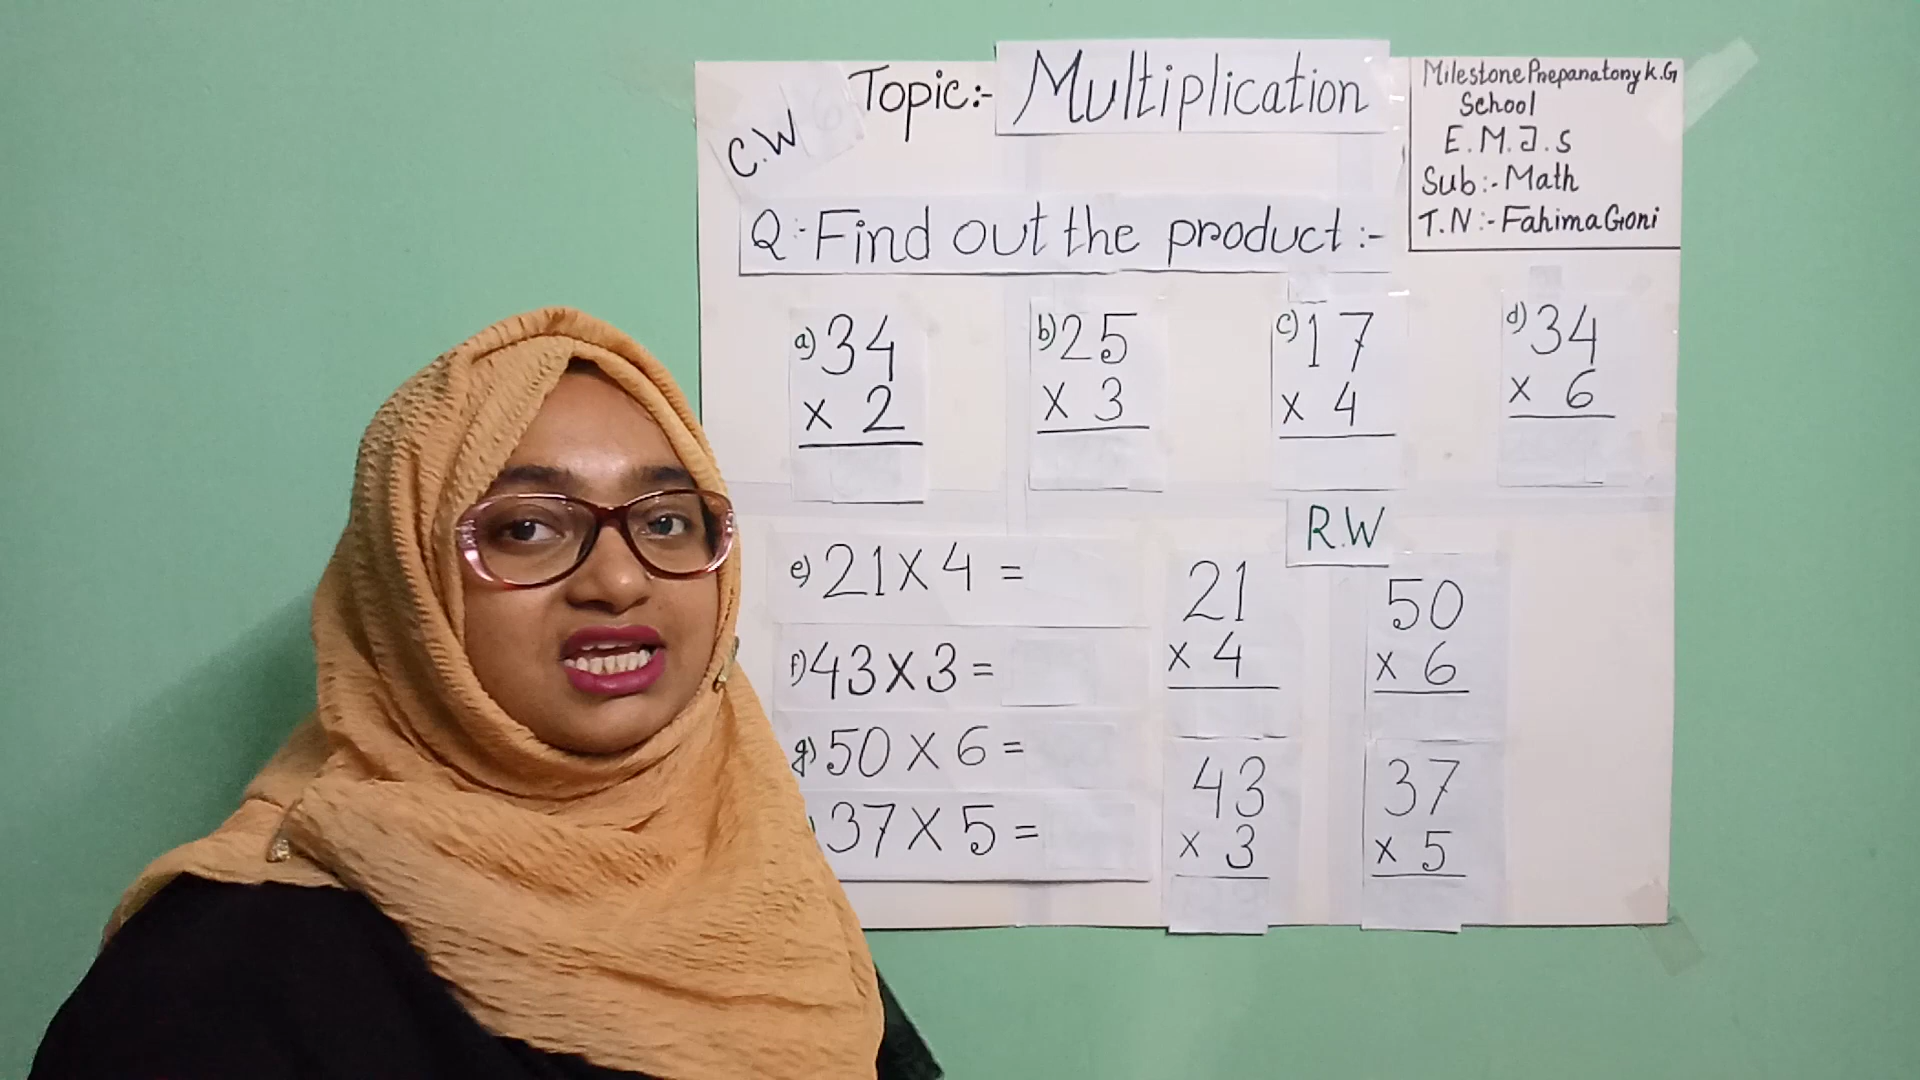 C.W
Topic:- Multiplication
Milestone Preparatory K.G
School
E.M.J.S
Sub:- Math
T.N:- Fahima Goni
Q:- Find out the product:-
a) 34
x 2
b) 25
x 3
c) 17
x 4
d) 34
x 6
e) 21 x 4 =
f) 43 x 3 =
g) 50 x 6 =
) 37 x 5 =
R.W
21
x 4
50
x 6
43
x 3
37
x 5